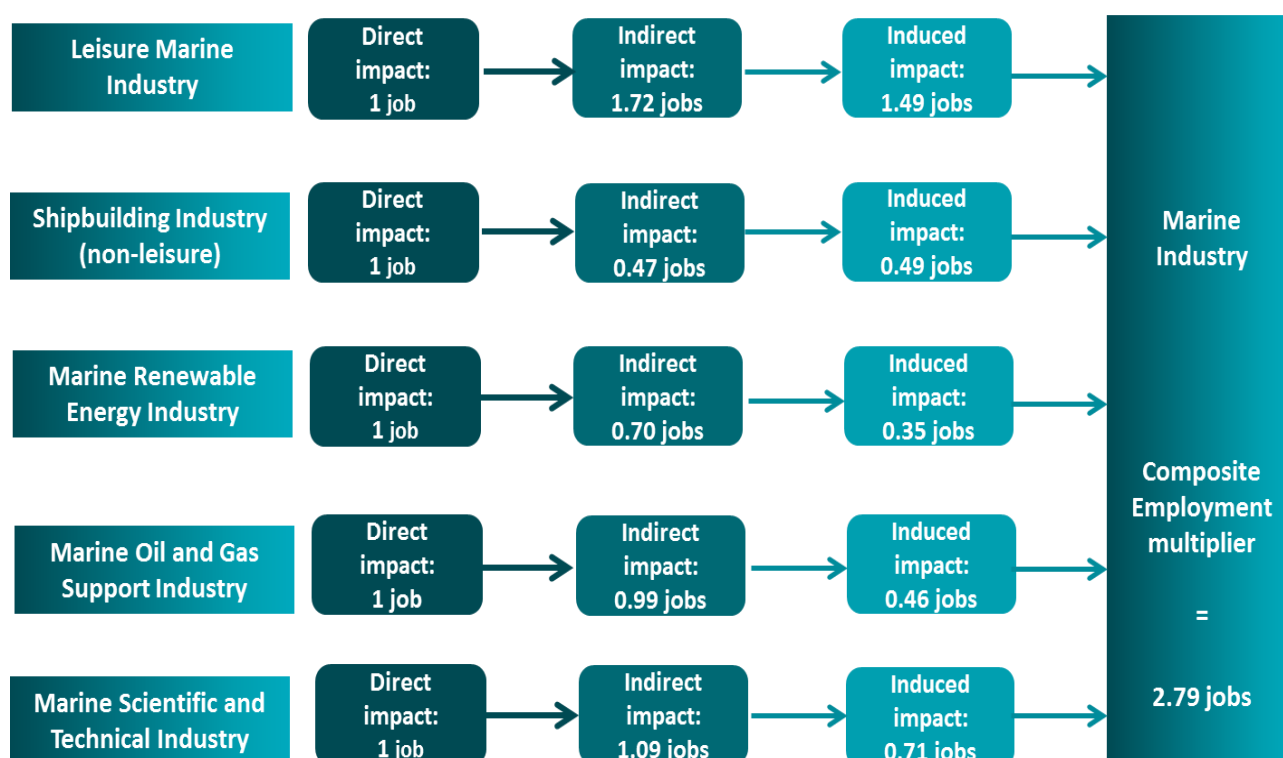 Leisure Marine
Industry
Direct
impact:
1 job
Indirect
impact:
1.72 jobs
Induced
impact:
1.49 jobs
Shipbuilding Industry
(non-leisure)
Direct
impact:
1 job
Indirect
impact:
0.47 jobs
Induced
impact:
0.49 jobs
Marine Renewable
Energy Industry
Direct
impact:
1 job
Indirect
impact:
0.70 jobs
Induced
impact:
0.35 jobs
Marine Oil and Gas
Support Industry
Direct
impact:
1 job
Indirect
impact:
0.99 jobs
Induced
impact:
0.46 jobs
Marine Scientific and
Technical Industry
Direct
impact:
1 job
Indirect
impact:
1.09 jobs
Induced
impact:
0.71 jobs
Marine
Industry
Composite
Employment
multiplier
=
2.79 jobs